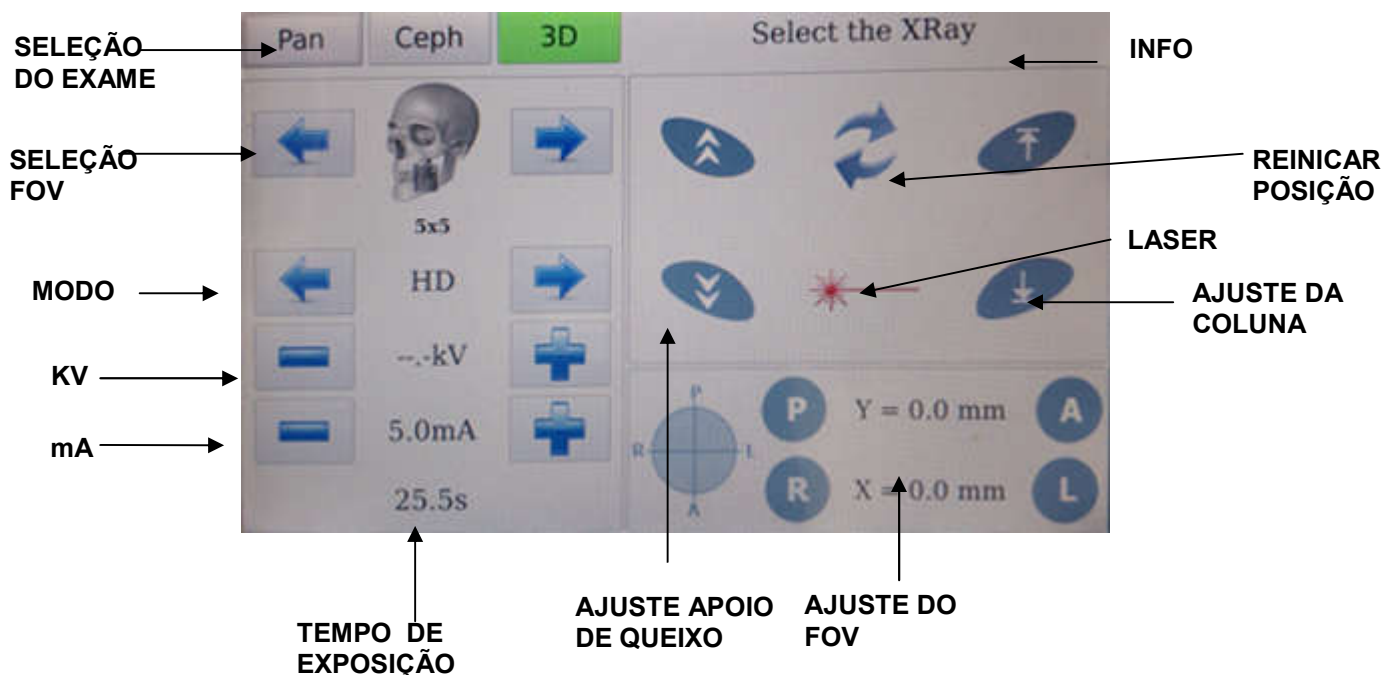 SELEÇÃO
DO EXAME
Pan
Ceph
3D
Select the XRay
INFO
SELEÇÃO
FOV
5x5
REINICAR
POSIÇÃO
LASER
MODO
HD
AJUSTE DA
COLUNA
KV
--.-kV
P
P
Y = 0.0 mm
A
mA
5.0mA
R
L
A
R
X = 0.0 mm
L
25.5s
TEMPO DE
EXPOSIÇÃO
AJUSTE APOIO
DE QUEIXO
AJUSTE DO
FOV